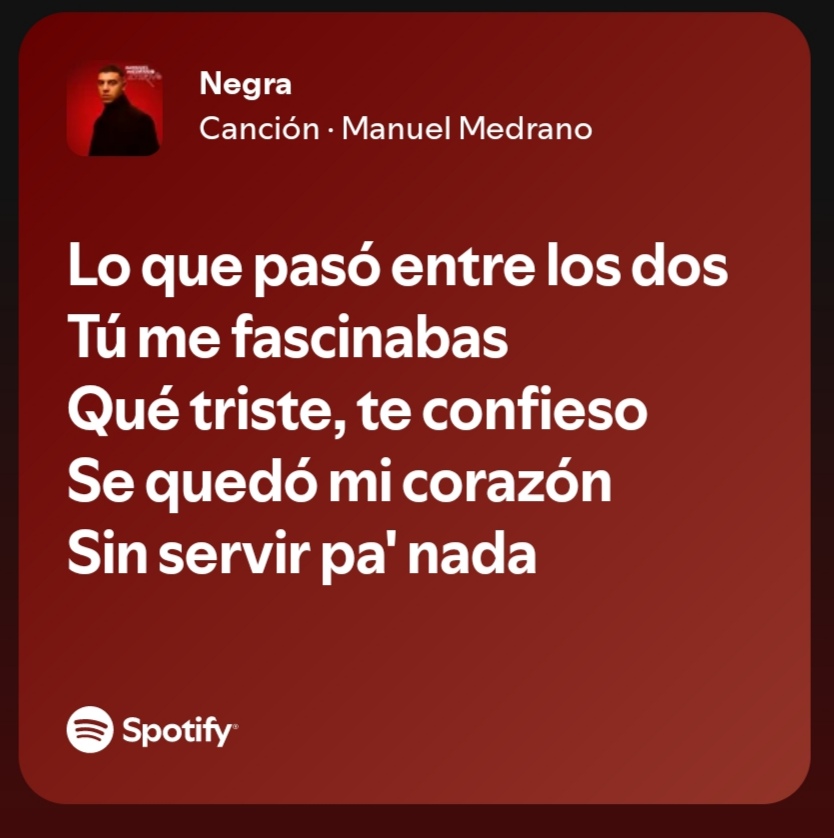 Negra
Canción · Manuel Medrano
Lo que pasó entre los dos
Tú me fascinabas
Qué triste, te confieso
Se quedó mi corazón
Sin servir pa' nada
Spotify®